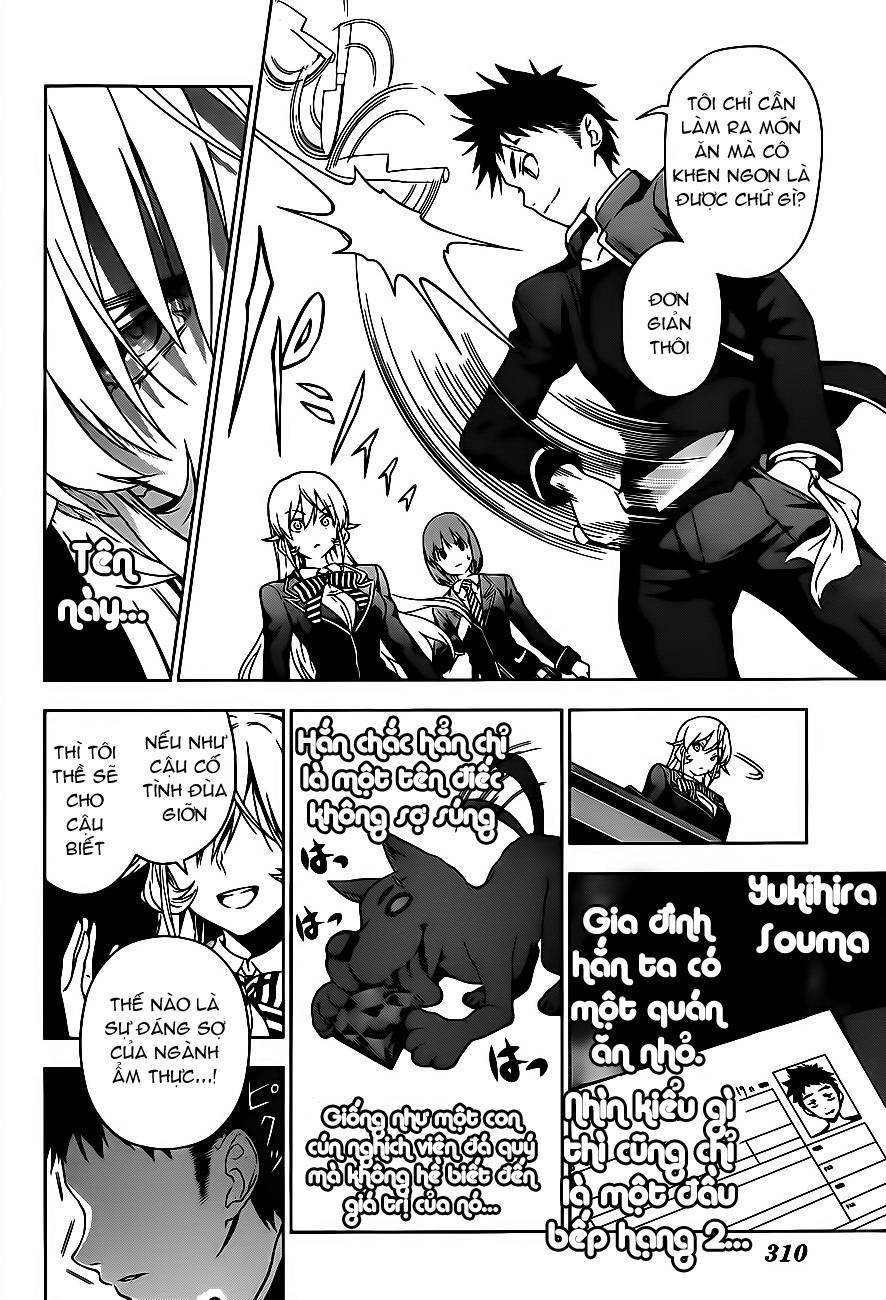 TÔI CHỈ CẦN
LÀM RA MÓN
ĂN MÀ CÔ
KHEN NGON LÀ
ĐƯỢC CHỨ GÌ?
ĐƠN
GIẢN
THÔI
Tên
này...
Yukihira
Souma
Gia đình
hắn ta có
một quán
ăn nhỏ.
Nhìn kiểu gì
thì cũng chỉ
là một đầu
bếp hạng 2...
Hắn chắc hẳn chỉ
là một tên điếc
không sợ súng
はっ
はっ
はっ
Giống như một con
cún nghịch viên đá quý
mà không hề biết đến
giá trị của nó...
NẾU NHƯ
CẬU CỐ
TÌNH ĐÙA
GIỠN
THÌ TÔI
THỀ SẼ
CHO
CẬU
BIẾT
THẾ NÀO LÀ
SỰ ĐÁNG SỢ
CỦA NGÀNH
ẨM THỰC...!
ピク
310